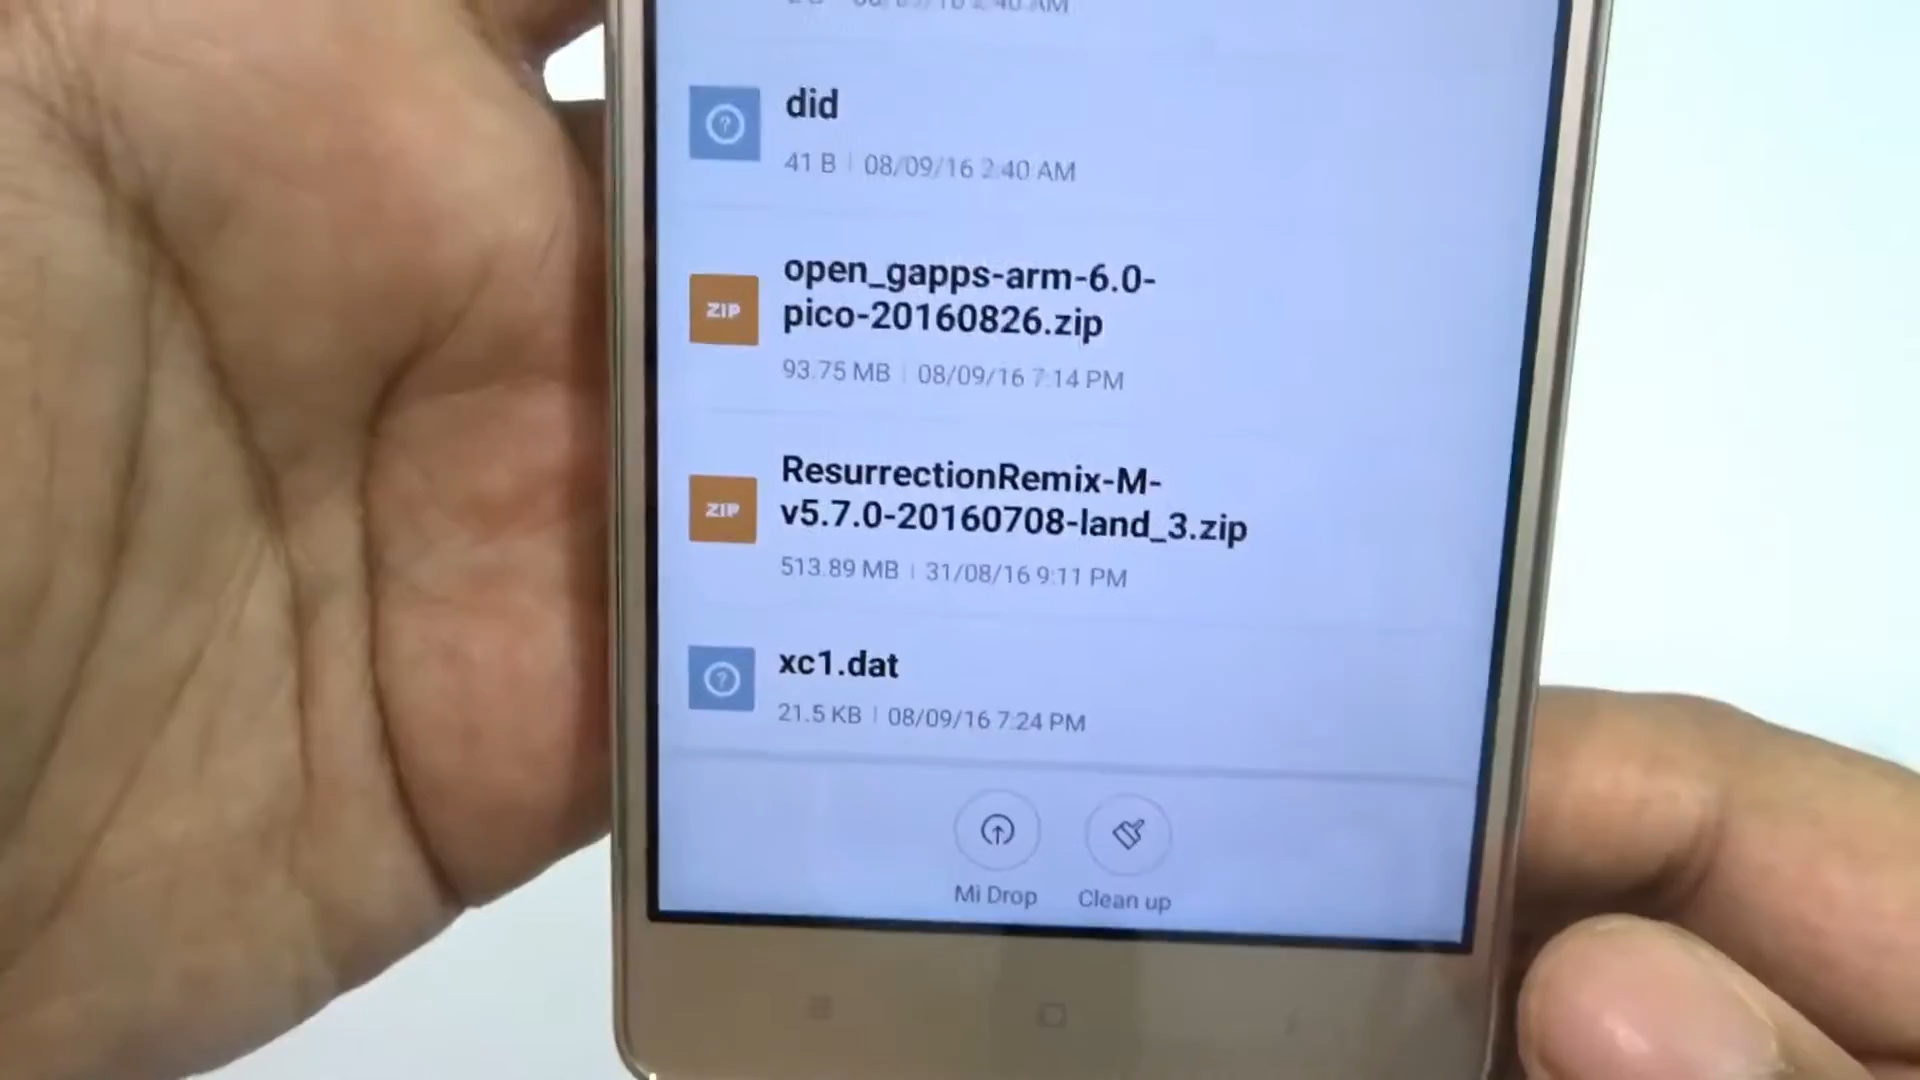 did
41 B | 08/09/16 2:40 AM
open_gapps-arm-6.0-
pico-20160826.zip
ZIP
93.75 MB | 08/09/16 7:14 PM
ResurrectionRemix-M-
v5.7.0-20160708-land_3.zip
ZIP
513.89 MB | 31/08/16 9:11 PM
xc1.dat
21.5 KB | 08/09/16 7:24 PM
Mi Drop
Clean up